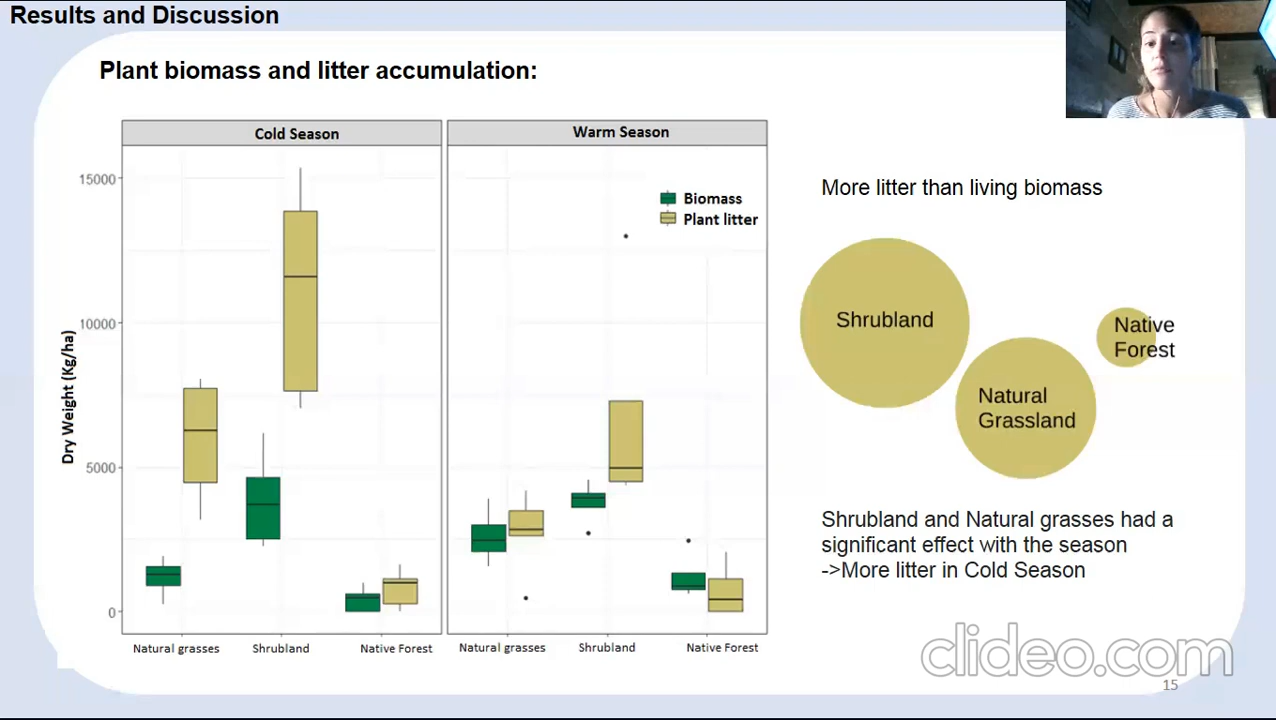 Results and Discussion
Plant biomass and litter accumulation:
Cold Season
Warm Season
Dry Weight (Kg/ha)
15000
10000
5000
0
Biomass
Plant litter
Natural grasses
Shrubland
Native Forest
Natural grasses
Shrubland
Native Forest
More litter than living biomass
Shrubland
Native
Forest
Natural
Grassland
Shrubland and Natural grasses had a
significant effect with the season
->More litter in Cold Season
clideo.com
15